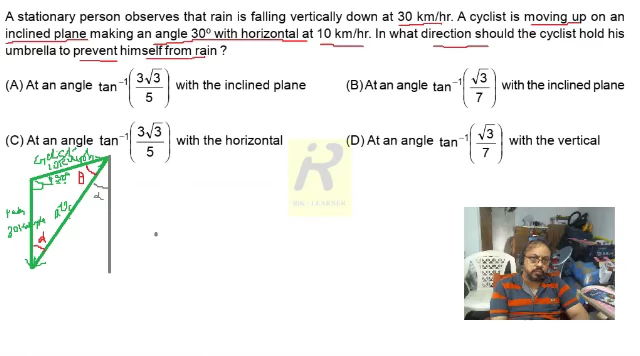 A stationary person observes that rain is falling vertically down at 30 km/hr. A cyclist is moving up on an
inclined plane making an angle 30º with horizontal at 10 km/hr. In what direction should the cyclist hold his
umbrella to prevent himself from rain ?
(A) At an angle tan⁻¹(3√3/5) with the inclined plane
(B) At an angle tan⁻¹(√3/7) with the inclined plane
(C) At an angle tan⁻¹(3√3/5) with the horizontal
(D) At an angle tan⁻¹(√3/7) with the vertical
θ
α
α